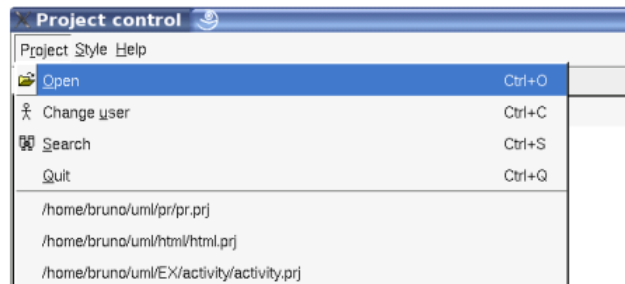 Project control
Project Style Help
Open Ctrl+O
Change user Ctrl+C
Search Ctrl+S
Quit Ctrl+Q
/home/bruno/uml/pr/pr.prj
/home/bruno/uml/html/html.prj
/home/bruno/uml/EX/activity/activity.prj